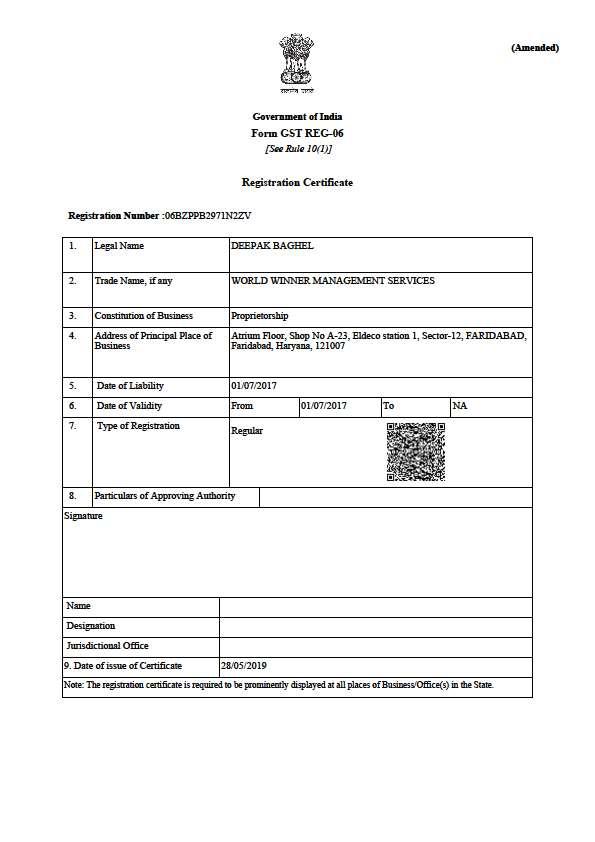 (Amended)
सत्यमेव जयते
Government of India
Form GST REG-06
[See Rule 10(1)]
Registration Certificate
Registration Number :06BZPPB2971N2ZV
1. Legal Name DEEPAK BAGHEL
2. Trade Name, if any WORLD WINNER MANAGEMENT SERVICES
3. Constitution of Business Proprietorship
4. Address of Principal Place of Atrium Floor, Shop No A-23, Eldeco station 1, Sector-12, FARIDABAD,
Business Faridabad, Haryana, 121007
5. Date of Liability 01/07/2017
6. Date of Validity From 01/07/2017 To NA
7. Type of Registration Regular
8. Particulars of Approving Authority
Signature
Name
Designation
Jurisdictional Office
9. Date of issue of Certificate 28/05/2019
Note: The registration certificate is required to be prominently displayed at all places of Business/Office(s) in the State.